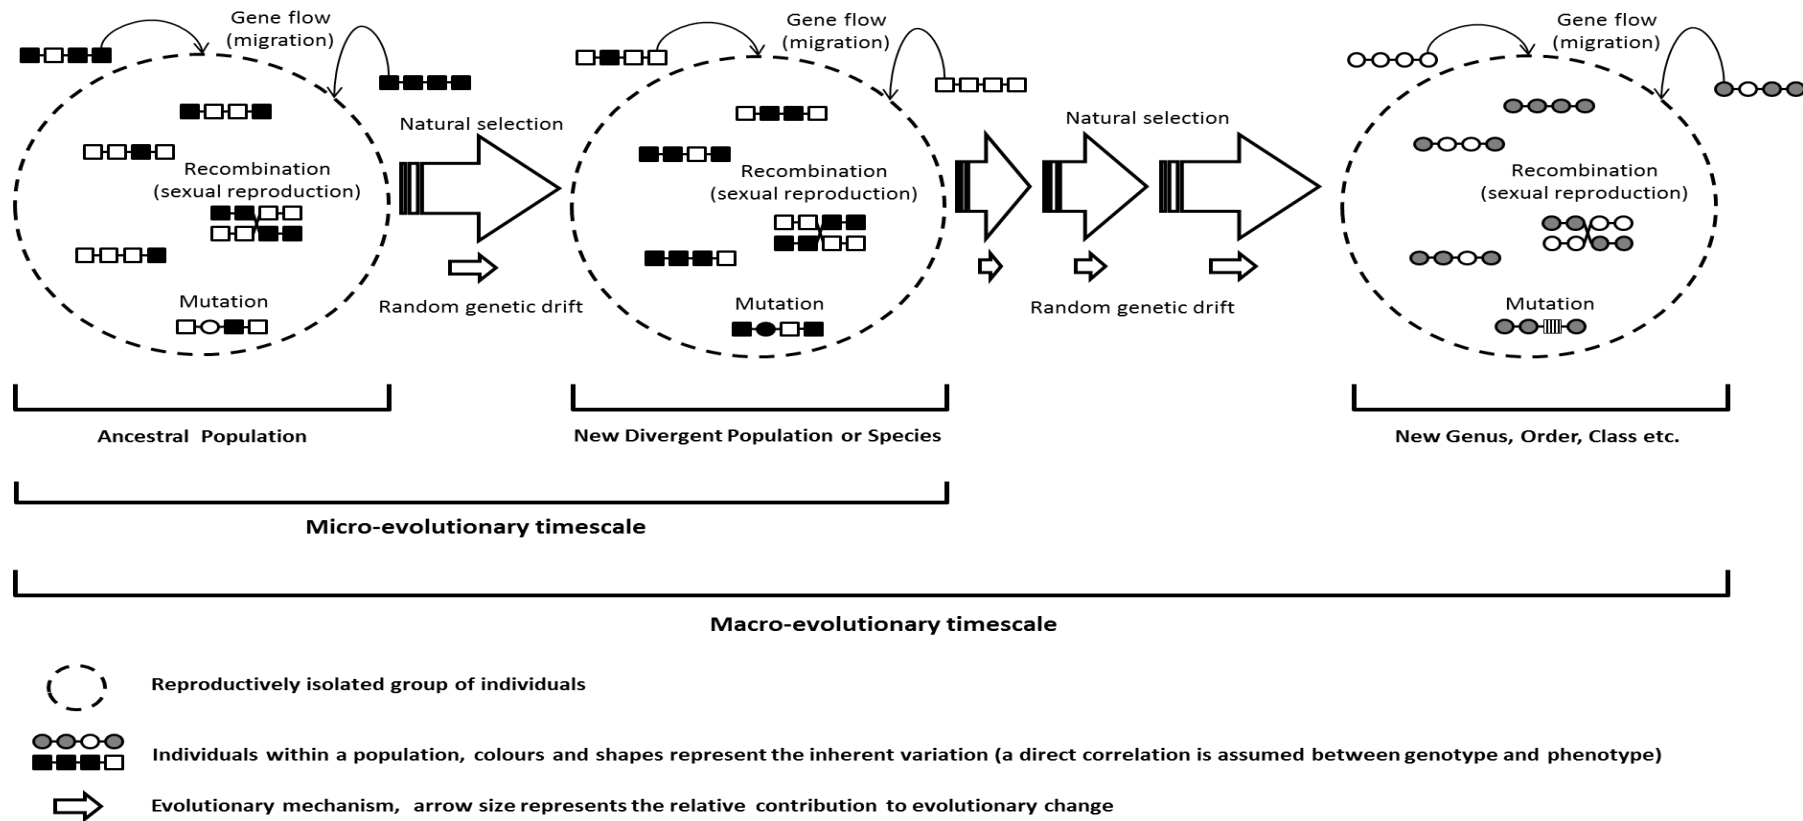 Gene flow
(migration)
Natural selection
Recombination
(sexual reproduction)
Mutation
Random genetic drift
Gene flow
(migration)
Recombination
(sexual reproduction)
Mutation
Natural selection
Random genetic drift
Gene flow
(migration)
Recombination
(sexual reproduction)
Mutation
Ancestral Population
New Divergent Population or Species
New Genus, Order, Class etc.
Micro-evolutionary timescale
Macro-evolutionary timescale
Reproductively isolated group of individuals
Individuals within a population, colours and shapes represent the inherent variation (a direct correlation is assumed between genotype and phenotype)
Evolutionary mechanism, arrow size represents the relative contribution to evolutionary change